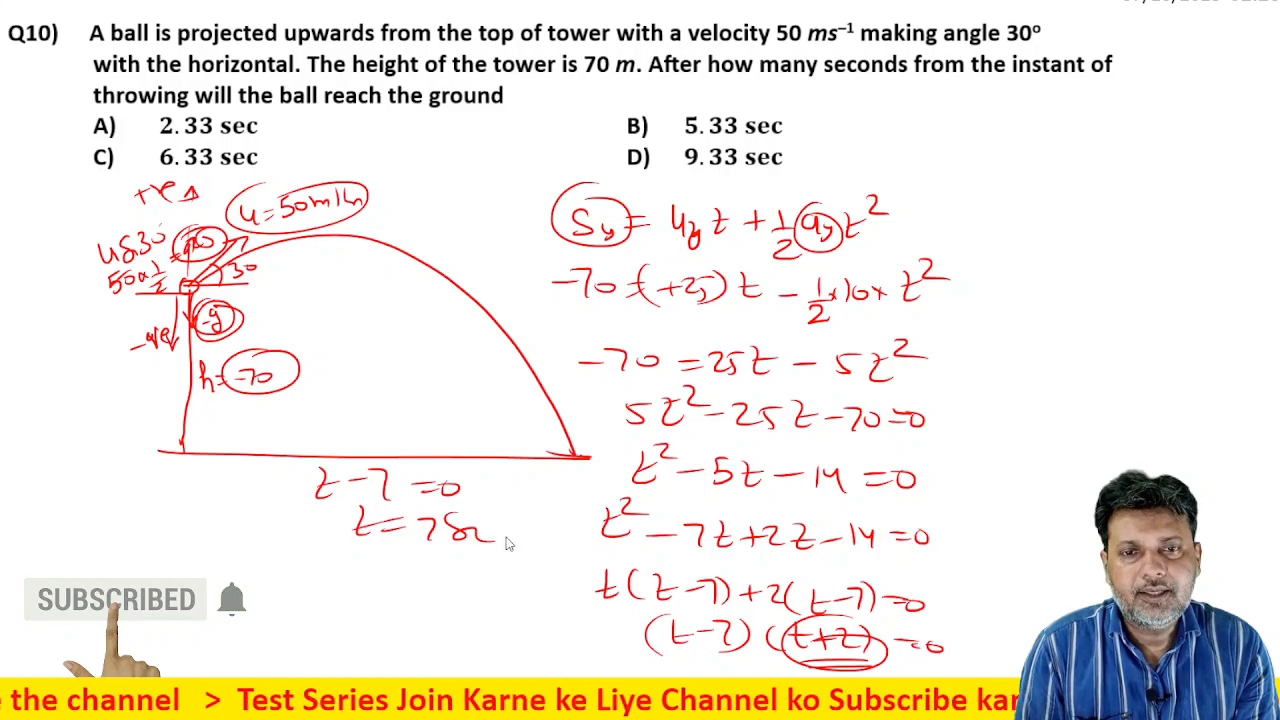 Q10) A ball is projected upwards from the top of tower with a velocity 50 ms⁻¹ making angle 30°
with the horizontal. The height of the tower is 70 m. After how many seconds from the instant of
throwing will the ball reach the ground
A) 2.33 sec B) 5.33 sec
C) 6.33 sec D) 9.33 sec
+ve
u=50m/s
30
50×1/2
-g
-ve
h=-70
Sy = uy t + 1/2 ay t²
-70 = (+25) t - 1/2 × 10 × t²
-70 = 25t - 5t²
5t² - 25t - 70 = 0
t² - 5t - 14 = 0
t² - 7t + 2t - 14 = 0
t(t-7) + 2(t-7) = 0
(t-7) (t+2) = 0
t - 7 = 0
t = 7
SUBSCRIBED
e the channel > Test Series Join Karne ke Liye Channel ko Subscribe kar